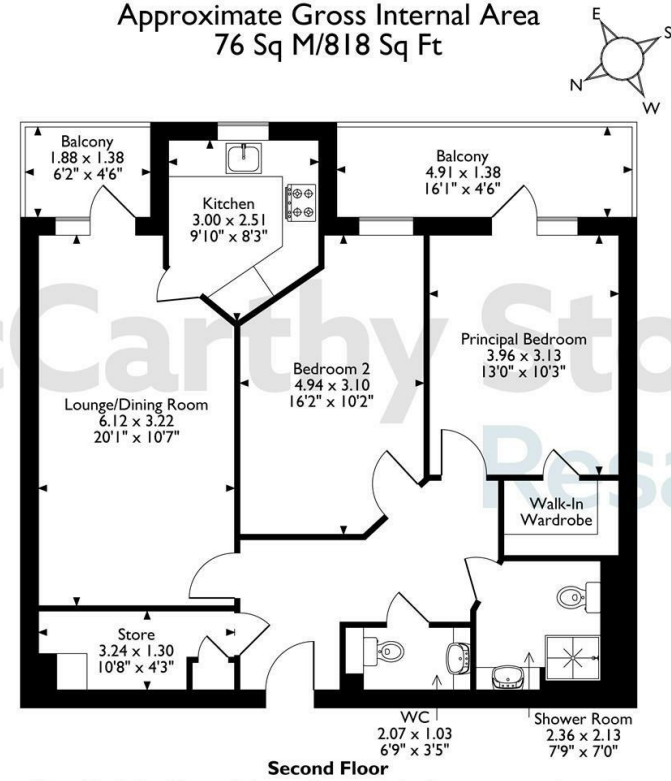 Approximate Gross Internal Area
76 Sq M/818 Sq Ft
E
S
N
W
Balcony
1.88 x 1.38
6'2" x 4'6"
Kitchen
3.00 x 2.51
9'10" x 8'3"
Balcony
4.91 x 1.38
16'1" x 4'6"
Lounge/Dining Room
6.12 x 3.22
20'1" x 10'7"
Bedroom 2
4.94 x 3.10
16'2" x 10'2"
Principal Bedroom
3.96 x 3.13
13'0" x 10'3"
Walk-In
Wardrobe
Store
3.24 x 1.30
10'8" x 4'3"
WC
2.07 x 1.03
6'9" x 3'5"
Shower Room
2.36 x 2.13
7'9" x 7'0"
Second Floor
cCarthy Sto
Resa